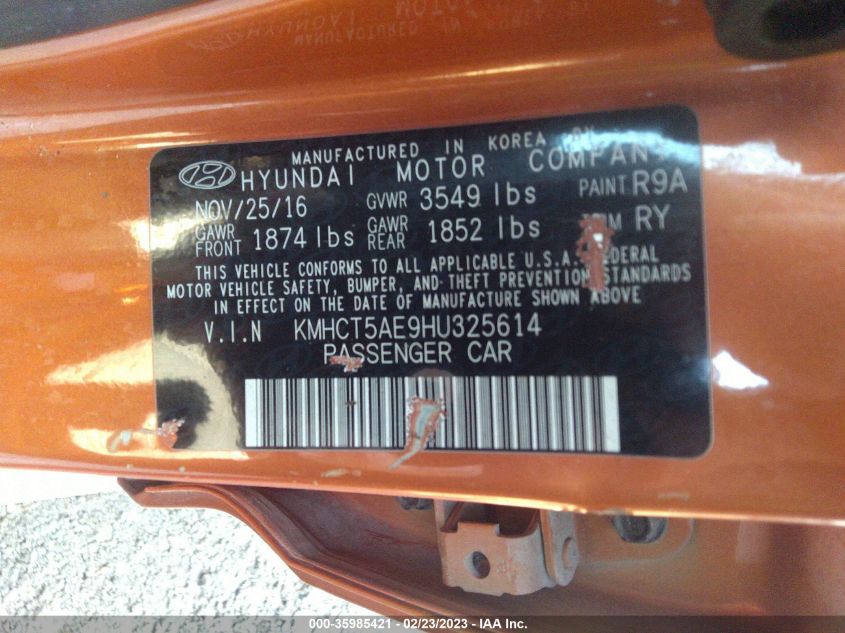 MANUFACTURED IN KOREA BY
HYUNDAI MOTOR COMPANY
NOV/25/16 GVWR 3549 lbs PAINT R9A
GAWR FRONT 1874 lbs GAWR REAR 1852 lbs TRIM RY
THIS VEHICLE CONFORMS TO ALL APPLICABLE U.S.A. FEDERAL
MOTOR VEHICLE SAFETY, BUMPER, AND THEFT PREVENTION STANDARDS
IN EFFECT ON THE DATE OF MANUFACTURE SHOWN ABOVE
V.I.N KMHCT5AE9HU325614
PASSENGER CAR
000-35985421 - 02/23/2023 - IAA Inc.